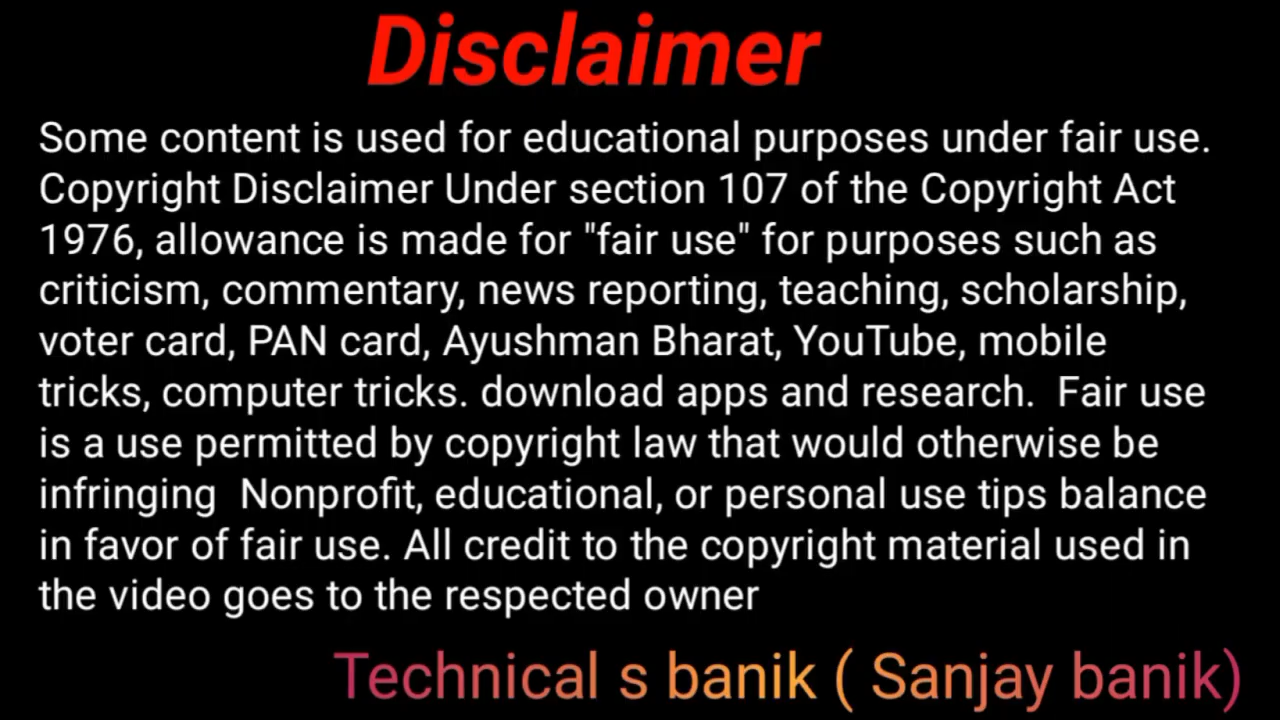 Disclaimer
Some content is used for educational purposes under fair use.
Copyright Disclaimer Under section 107 of the Copyright Act
1976, allowance is made for "fair use" for purposes such as
criticism, commentary, news reporting, teaching, scholarship,
voter card, PAN card, Ayushman Bharat, YouTube, mobile
tricks, computer tricks. download apps and research.  Fair use
is a use permitted by copyright law that would otherwise be
infringing  Nonprofit, educational, or personal use tips balance
in favor of fair use. All credit to the copyright material used in
the video goes to the respected owner
Technical s banik ( Sanjay banik)